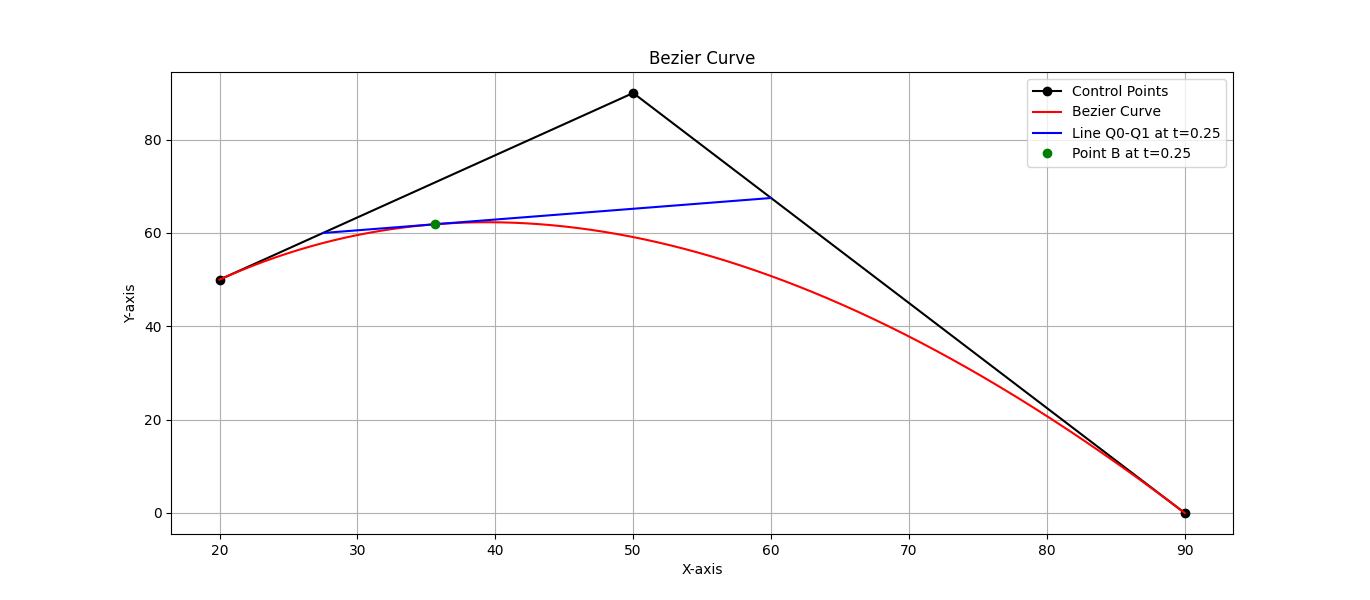 Bezier Curve
Control Points
Bezier Curve
Line Q0-Q1 at t=0.25
Point B at t=0.25
80
60
40
20
0
Y-axis
20 30 40 50 60 70 80 90
X-axis